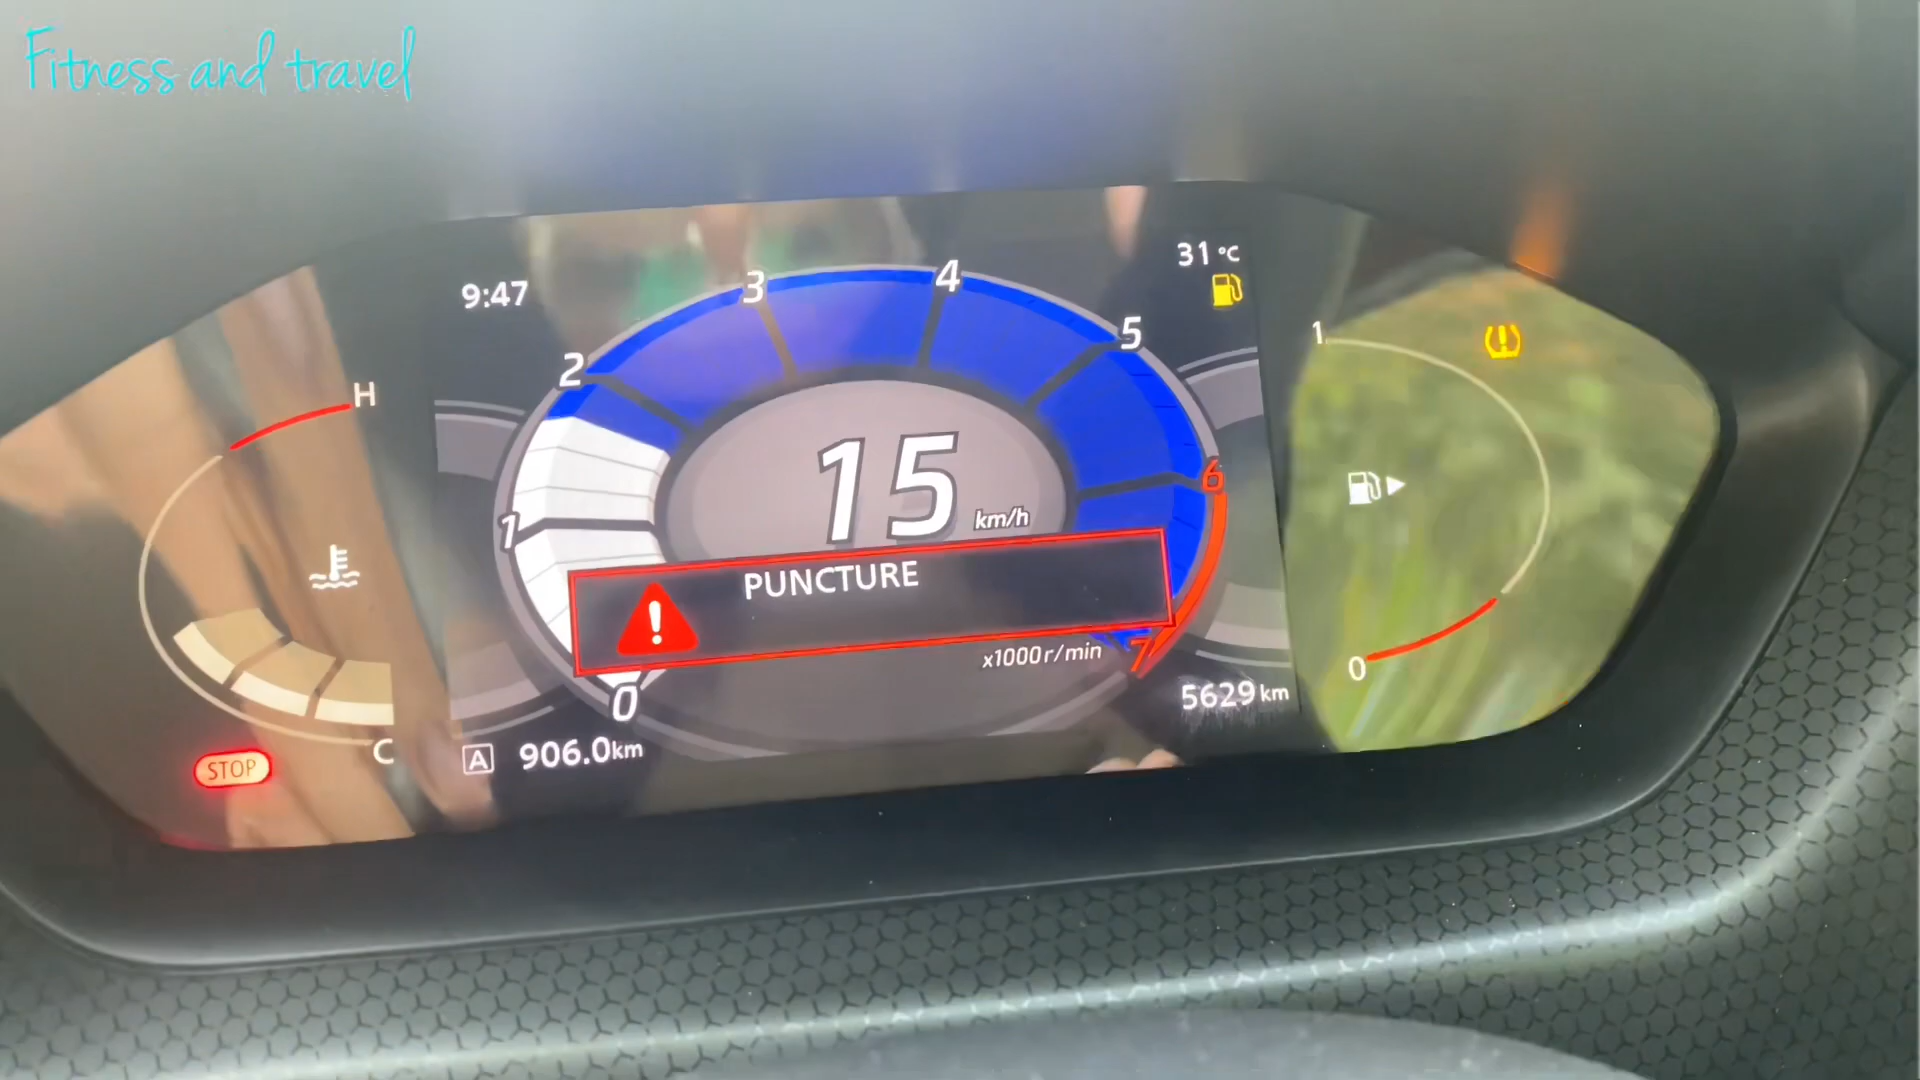 Fitness and travel
9:47
31 °C
H
C
STOP
0
1
2
3
4
5
6
7
15 km/h
PUNCTURE
x1000 r/min
A 906.0km
5629 km
1
0